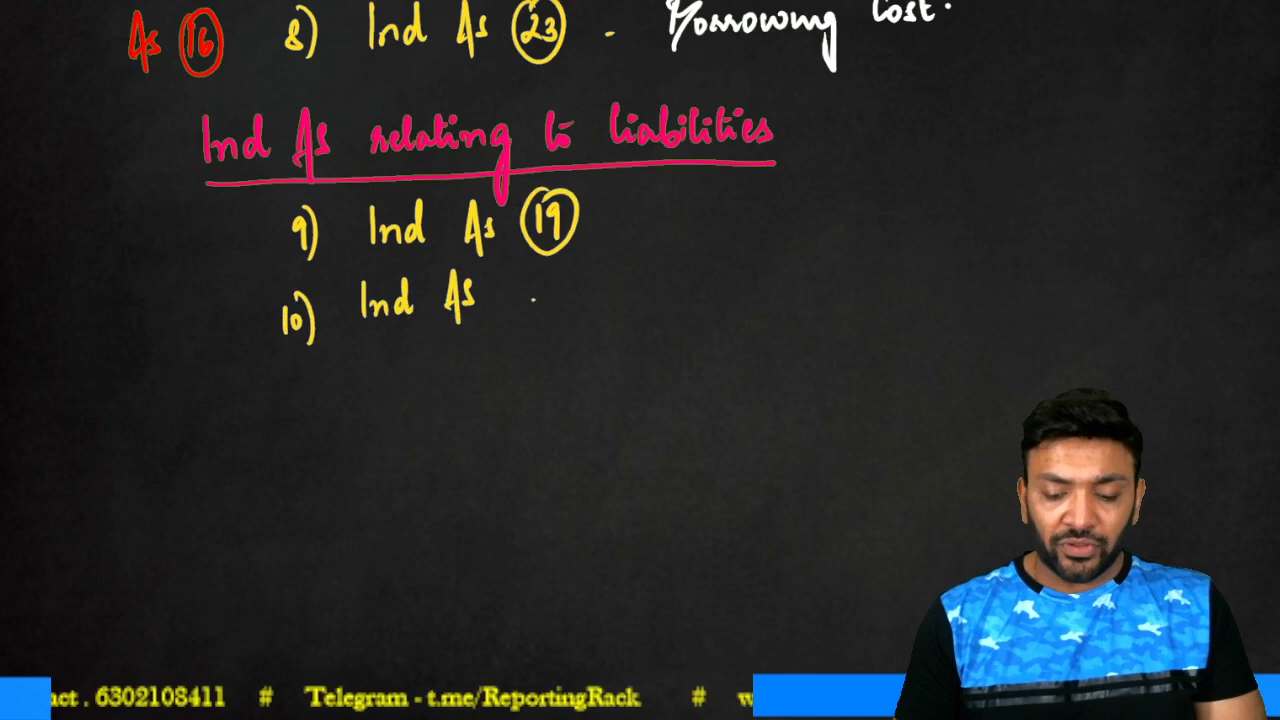 As 16 8) Ind As 23 - Borrowing Cost.
Ind As relating to liabilities
9) Ind As 19
10) Ind As
act . 6302108411 # Telegram - t.me/ReportingRack # w